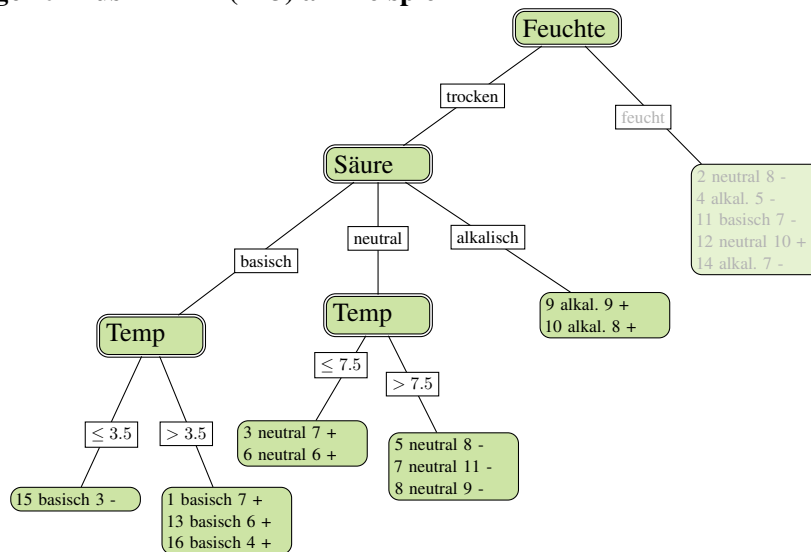 Feuchte
trocken
feucht
Säure
2 neutral 8 -
4 alkal. 5 -
11 basisch 7 -
12 neutral 10 +
14 alkal. 7 -
basisch
neutral
alkalisch
Temp
Temp
9 alkal. 9 +
10 alkal. 8 +
≤ 7.5
> 7.5
≤ 3.5
> 3.5
3 neutral 7 +
6 neutral 6 +
5 neutral 8 -
7 neutral 11 -
8 neutral 9 -
15 basisch 3 -
1 basisch 7 +
13 basisch 6 +
16 basisch 4 +